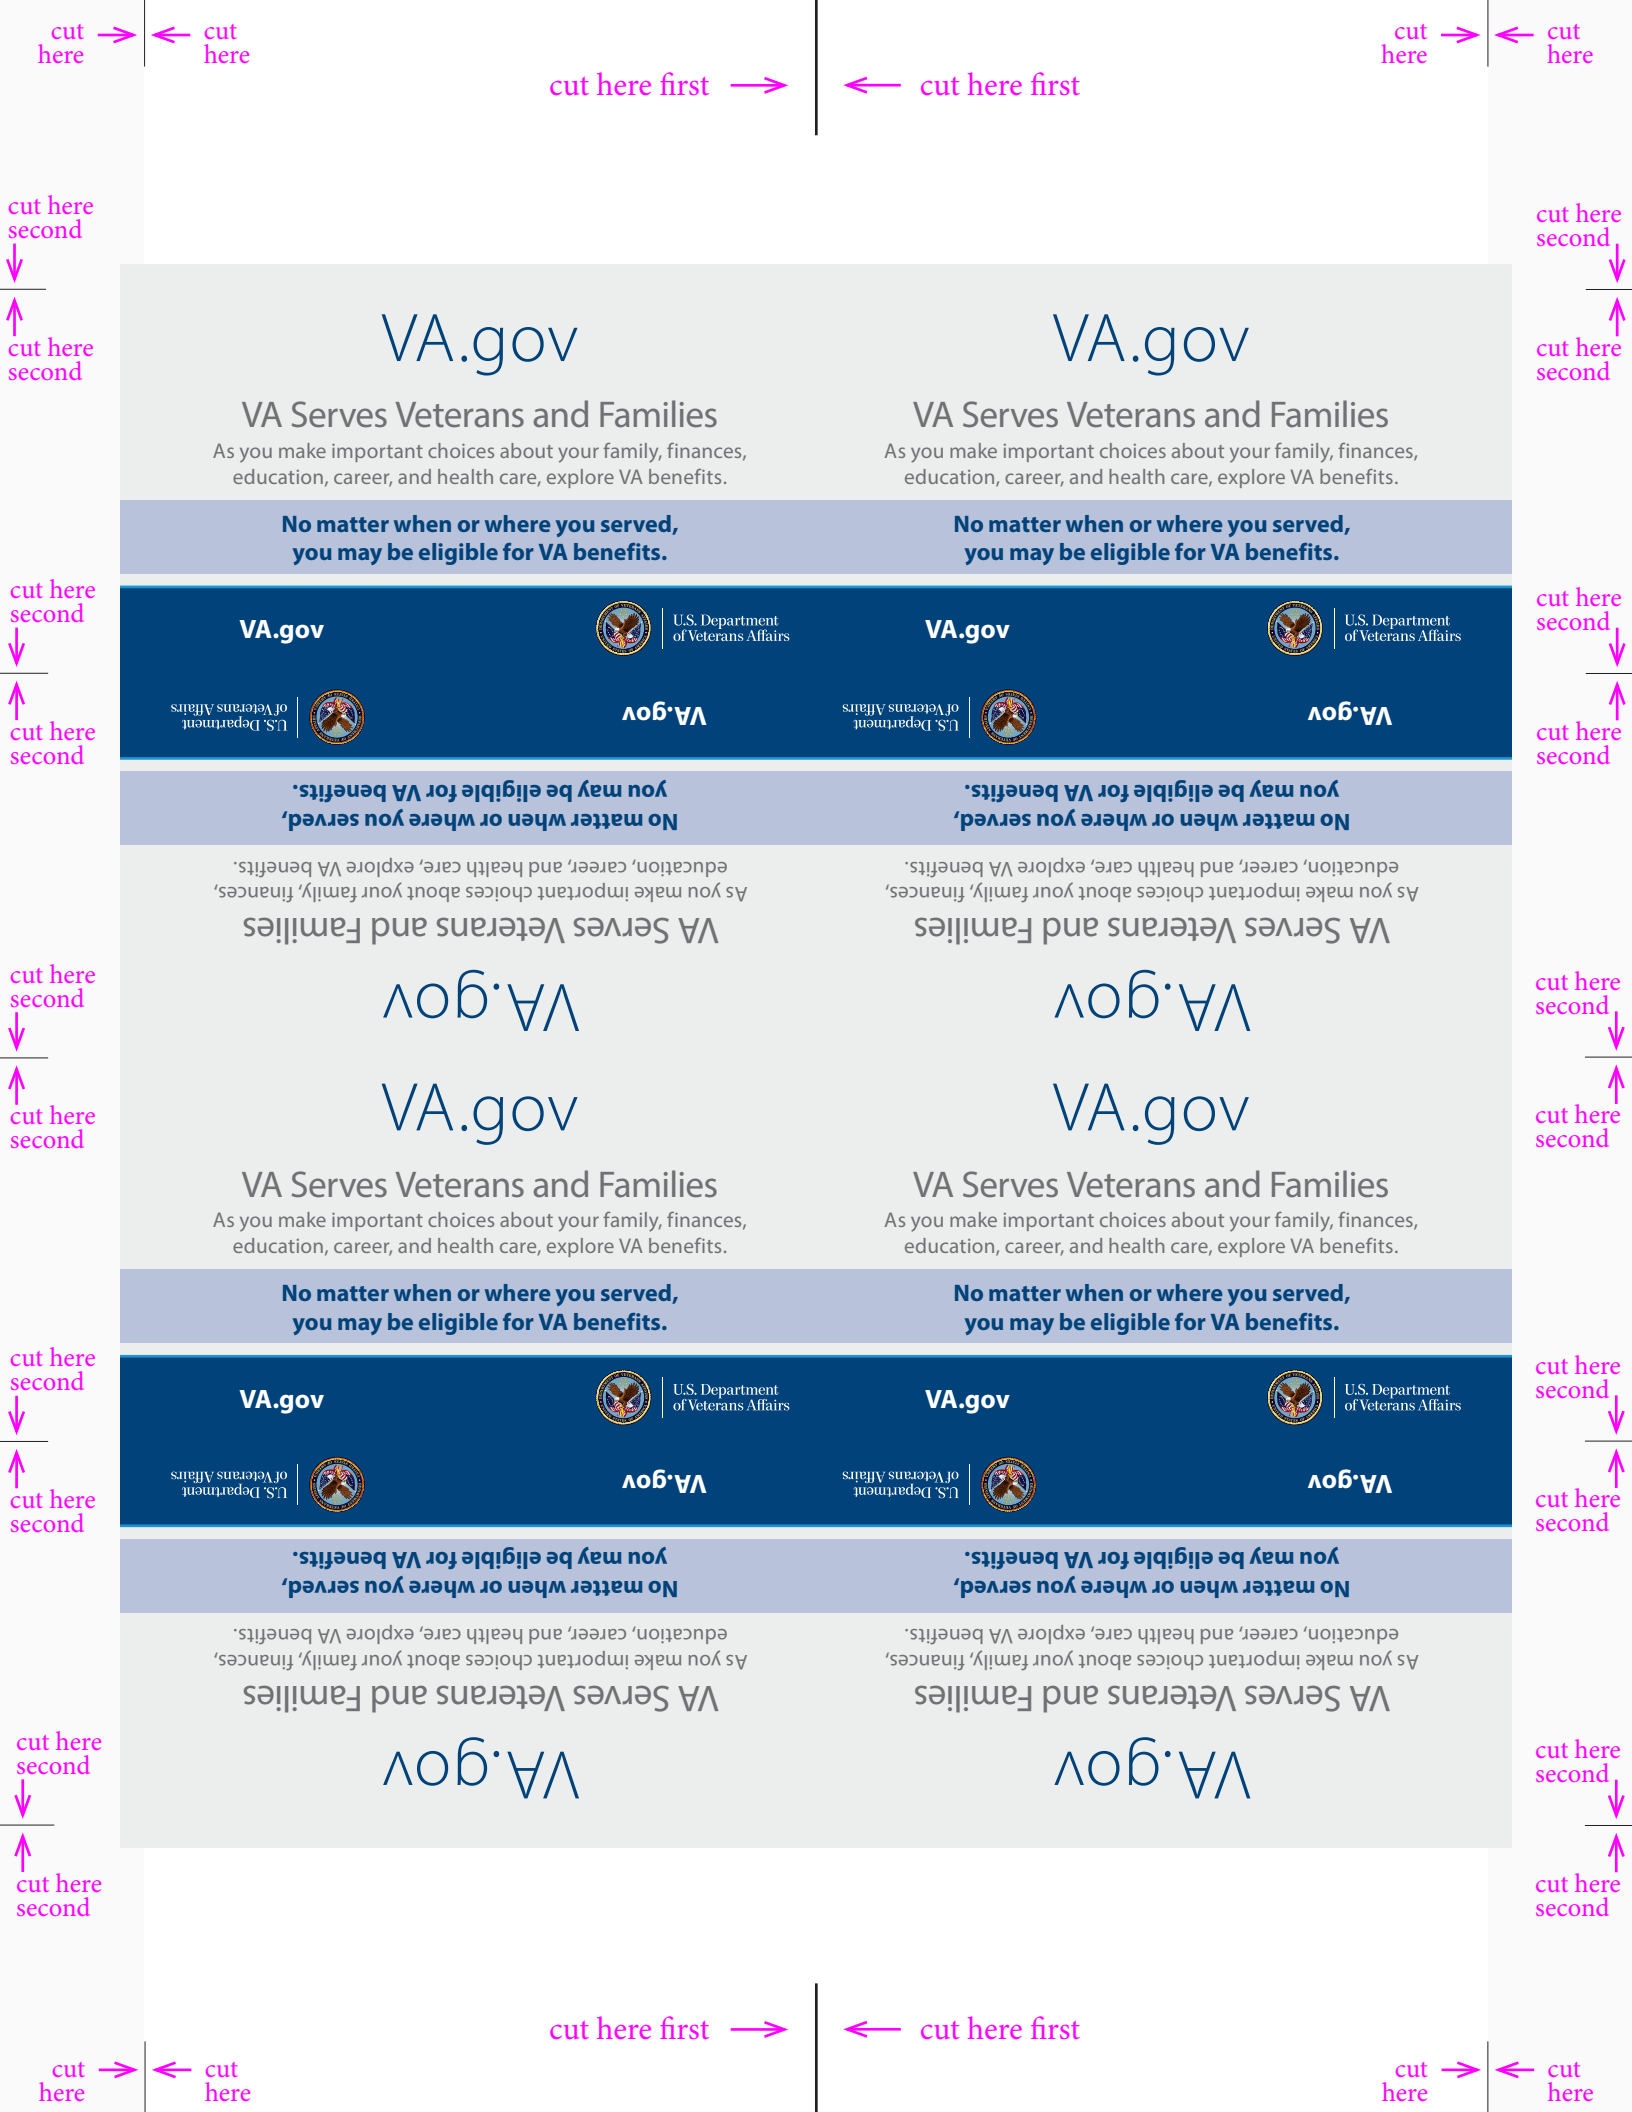 cut here
cut here
cut here
cut here
cut here first
cut here first
cut here second
cut here second
cut here second
cut here second
VA.gov
VA.gov
VA Serves Veterans and Families
VA Serves Veterans and Families
As you make important choices about your family, finances,
education, career, and health care, explore VA benefits.
As you make important choices about your family, finances,
education, career, and health care, explore VA benefits.
No matter when or where you served,
you may be eligible for VA benefits.
No matter when or where you served,
you may be eligible for VA benefits.
cut here second
cut here second
VA.gov
U.S. Department
of Veterans Affairs
VA.gov
U.S. Department
of Veterans Affairs
U.S. Department
of Veterans Affairs
VA.gov
U.S. Department
of Veterans Affairs
VA.gov
cut here second
cut here second
No matter when or where you served,
you may be eligible for VA benefits.
No matter when or where you served,
you may be eligible for VA benefits.
As you make important choices about your family, finances,
education, career, and health care, explore VA benefits.
As you make important choices about your family, finances,
education, career, and health care, explore VA benefits.
VA Serves Veterans and Families
VA Serves Veterans and Families
cut here second
cut here second
VA.gov
VA.gov
cut here second
cut here second
VA.gov
VA.gov
VA Serves Veterans and Families
VA Serves Veterans and Families
As you make important choices about your family, finances,
education, career, and health care, explore VA benefits.
As you make important choices about your family, finances,
education, career, and health care, explore VA benefits.
No matter when or where you served,
you may be eligible for VA benefits.
No matter when or where you served,
you may be eligible for VA benefits.
cut here second
cut here second
VA.gov
U.S. Department
of Veterans Affairs
VA.gov
U.S. Department
of Veterans Affairs
U.S. Department
of Veterans Affairs
VA.gov
U.S. Department
of Veterans Affairs
VA.gov
cut here second
cut here second
No matter when or where you served,
you may be eligible for VA benefits.
No matter when or where you served,
you may be eligible for VA benefits.
As you make important choices about your family, finances,
education, career, and health care, explore VA benefits.
As you make important choices about your family, finances,
education, career, and health care, explore VA benefits.
VA Serves Veterans and Families
VA Serves Veterans and Families
VA.gov
VA.gov
cut here second
cut here second
cut here second
cut here second
cut here first
cut here first
cut here
cut here
cut here
cut here